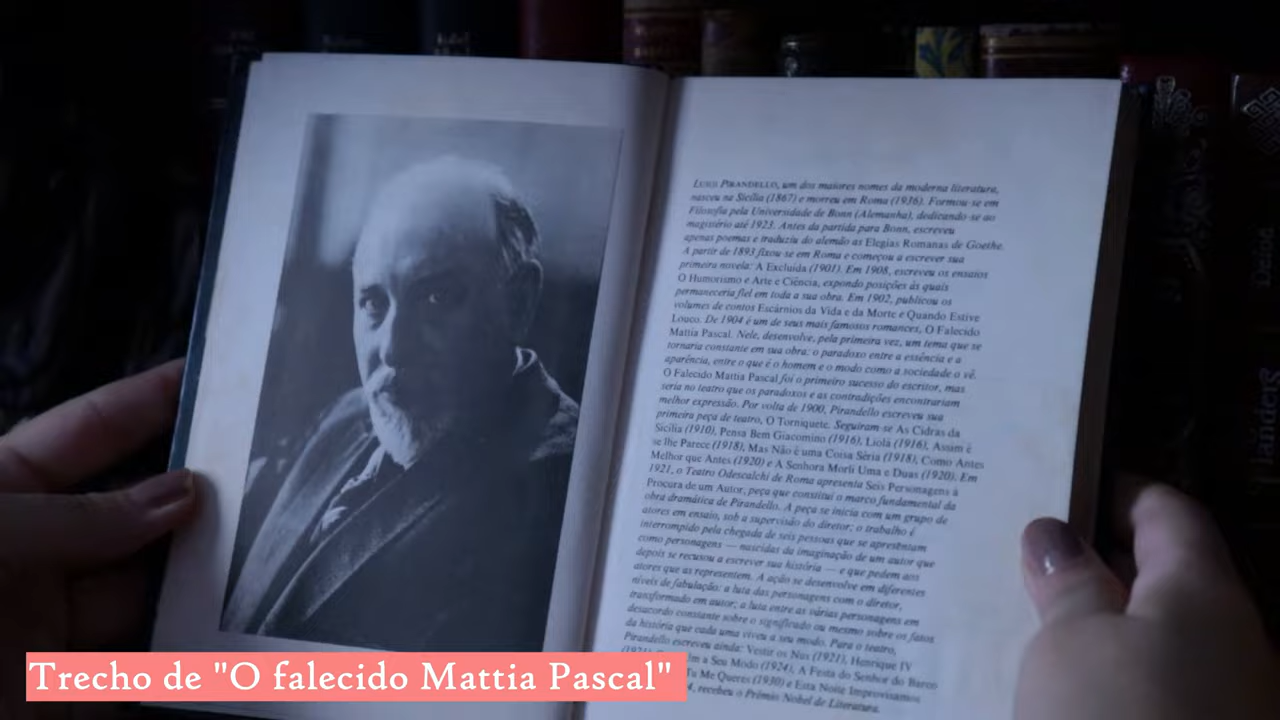 LUIGI PIRANDELLO, um dos maiores nomes da moderna literatura,
nasceu na Sicília (1867) e morreu em Roma (1936). Formou-se em
Filosofia pela Universidade de Bonn (Alemanha), dedicando-se ao
magistério até 1923. Antes da partida para Bonn, escreveu
apenas poemas e traduziu do alemão as Elegias Romanas de Goethe.
A partir de 1893 fixou se em Roma e começou a escrever sua
primeira novela: A Excluída (1901). Em 1908, escreveu os ensaios
O Humorismo e Arte e Ciência, expondo posições às quais
permaneceria fiel em toda a sua obra. Em 1902, publicou os
volumes de contos Escárnios da Vida e da Morte e Quando Estive
Louco. De 1904 é um de seus mais famosos romances, O Falecido
Mattia Pascal. Nele, desenvolve, pela primeira vez, um tema que se
tornaria constante em sua obra: o paradoxo entre a essência e a
aparência, entre o que é o homem e o modo como a sociedade o vê.
O Falecido Mattia Pascal foi o primeiro sucesso do escritor, mas
seria no teatro que os paradoxos e as contradições encontrariam
melhor expressão. Por volta de 1900, Pirandello escreveu sua
primeira peça de teatro, O Torniquete. Seguiram-se As Cidras da
Sicília (1910), Pensa Bem Giacomino (1916), Liolà (1916), Assim é
se lhe Parece (1918), Mas Não é uma Coisa Séria (1918), Como Antes
Melhor que Antes (1920) e A Senhora Morli Uma e Duas (1920). Em
1921, o Teatro Odescalchi de Roma apresenta Seis Personagens à
Procura de um Autor, peça que constitui o marco fundamental da
obra dramática de Pirandello. A peça se inicia com um grupo de
atores em ensaio, sob a supervisão do diretor; o trabalho é
interrompido pela chegada de seis pessoas que se apresentam
como personagens — nascidas da imaginação de um autor que
depois se recusou a escrever sua história — e que pedem aos
atores que as representem. A ação se desenvolve em diferentes
níveis de fabulação: a luta das personagens com o diretor,
transformado em autor; a luta entre as várias personagens em
desacordo constante sobre o significado ou mesmo sobre os fatos
da história que cada uma viveu a seu modo. Para o teatro,
Pirandello escreveu ainda: Vestir os Nus (1921), Henrique IV
a Seu Modo (1924), A Festa do Senhor do Barco
Tu Me Queres (1930) e Esta Noite Improvisamos
recebeu o Prêmio Nobel de Literatura.
Trecho de "O falecido Mattia Pascal"